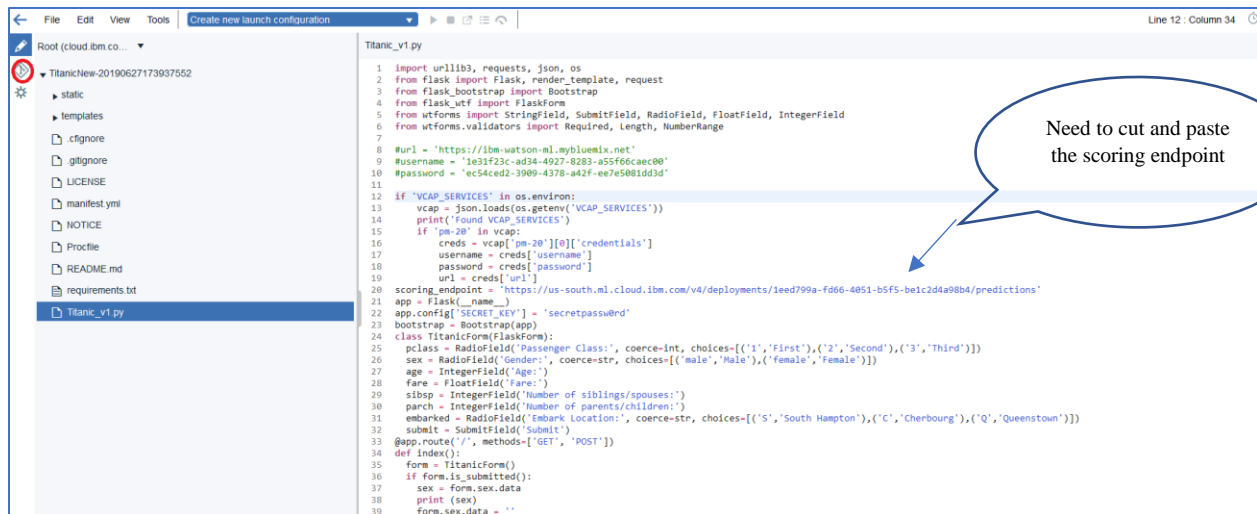 File Edit View Tools Create new launch configuration Line 12 : Column 34
Root (cloud.ibm.co... Titanic_v1.py
TitanicNew-20190627173937552
static
templates
.cfignore
.gitignore
LICENSE
manifest.yml
NOTICE
Procfile
README.md
requirements.txt
Titanic_v1.py
1 import urllib3, requests, json, os
2 from flask import Flask, render_template, request
3 from flask_bootstrap import Bootstrap
4 from flask_wtf import FlaskForm
5 from wtforms import StringField, SubmitField, RadioField, FloatField, IntegerField
6 from wtforms.validators import Required, Length, NumberRange
7
8 #url = 'https://ibm-watson-ml.mybluemix.net'
9 #username = '1e31f23c-ad34-4927-8283-a55f66caec00'
10 #password = 'ec54ced2-3909-4378-a42f-ee7e5081dd3d'
11
12 if 'VCAP_SERVICES' in os.environ:
13 vcap = json.loads(os.getenv('VCAP_SERVICES'))
14 print('Found VCAP_SERVICES')
15 if 'pm-20' in vcap:
16 creds = vcap['pm-20'][0]['credentials']
17 username = creds['username']
18 password = creds['password']
19 url = creds['url']
20 scoring_endpoint = 'https://us-south.ml.cloud.ibm.com/v4/deployments/1eed799a-fd66-4051-b5f5-be1c2d4a98b4/predictions'
21 app = Flask(__name__)
22 app.config['SECRET_KEY'] = 'secretpassw0rd'
23 bootstrap = Bootstrap(app)
24 class TitanicForm(FlaskForm):
25 pclass = RadioField('Passenger Class:', coerce=int, choices=[('1','First'),('2','Second'),('3','Third')])
26 sex = RadioField('Gender:', coerce=str, choices=[('male','Male'),('female','Female')])
27 age = IntegerField('Age:')
28 fare = FloatField('Fare:')
29 sibsp = IntegerField('Number of siblings/spouses:')
30 parch = IntegerField('Number of parents/children:')
31 embarked = RadioField('Embark Location:', coerce=str, choices=[('S','South Hampton'),('C','Cherbourg'),('Q','Queenstown')])
32 submit = SubmitField('Submit')
33 @app.route('/', methods=['GET', 'POST'])
34 def index():
35 form = TitanicForm()
36 if form.is_submitted():
37 sex = form.sex.data
38 print (sex)
39 form.sex.data = ''
Need to cut and paste
the scoring endpoint